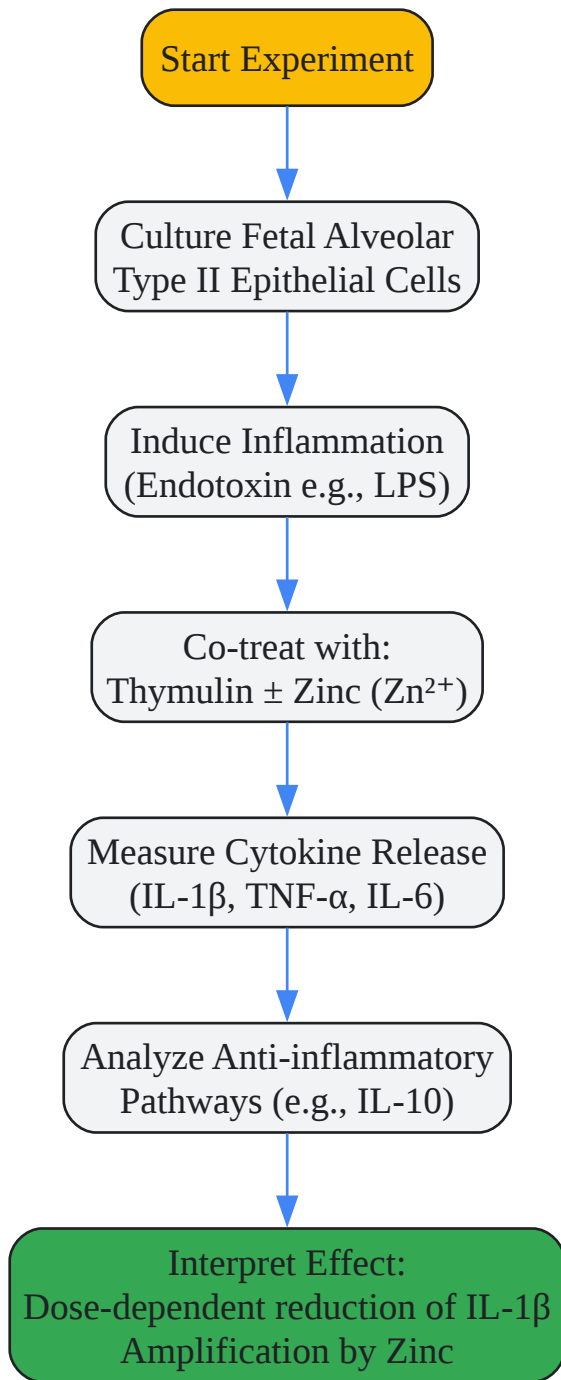 Start Experiment
Culture Fetal Alveolar
Type II Epithelial Cells
Induce Inflammation
(Endotoxin e.g., LPS)
Co-treat with:
Thymulin ± Zinc (Zn²⁺)
Measure Cytokine Release
(IL-1β, TNF-α, IL-6)
Analyze Anti-inflammatory
Pathways (e.g., IL-10)
Interpret Effect:
Dose-dependent reduction of IL-1β
Amplification by Zinc